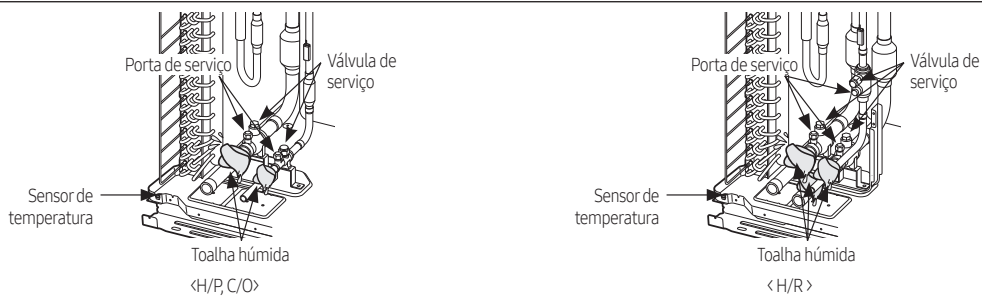 Porta de serviço
Válvula de
serviço
Sensor de
temperatura
Toalha húmida
<H/P, C/O>
Porta de serviço
Válvula de
serviço
Sensor de
temperatura
Toalha húmida
< H/R >